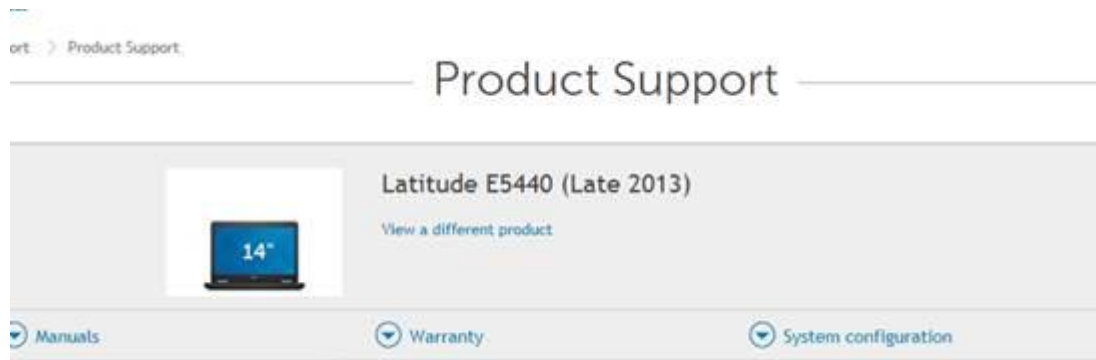 ort > Product Support
Product Support
Latitude E5440 (Late 2013)
View a different product
14"
Manuals
Warranty
System configuration